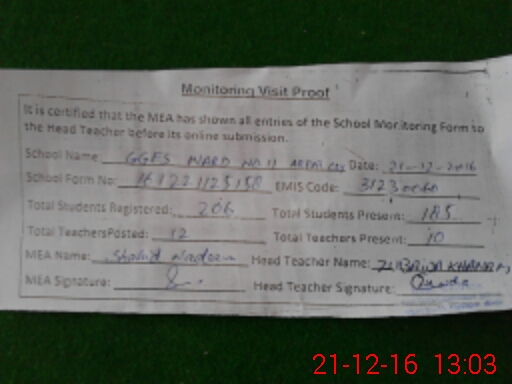 Monitoring Visit Proof
It is certified that the MEA has shown all entries of the School Monitoring Form to
the Head Teacher before its online submission.
School Name: GGES WARD NO 11 Date: 21-12-2016
School Form No: EMIS Code: 31230060
Total Students Registered: 206 Total Students Present: 185
Total TeachersPosted: 12 Total Teachers Present: 10
MEA Name: Shahid Nadeem Head Teacher Name: ZUBAIDA KHANAM
MEA Signature: Head Teacher Signature:
21-12-16 13:03